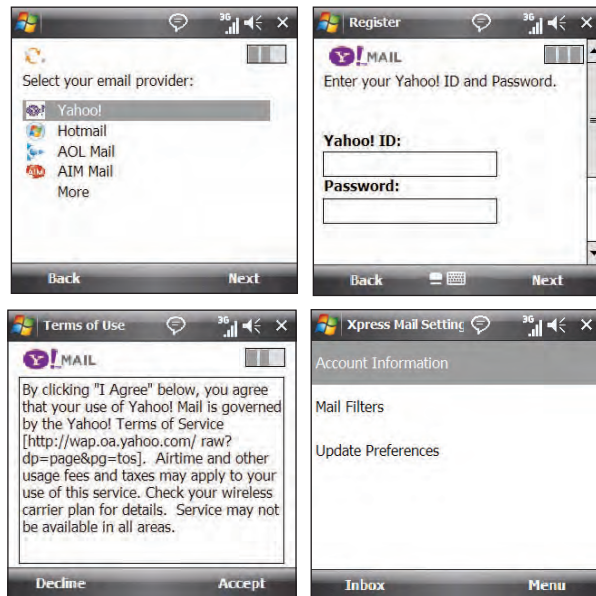 3G
Select your email provider:
Yahoo!
Hotmail
AOL Mail
AIM Mail
More
Back Next
Register 3G
Y! MAIL
Enter your Yahoo! ID and Password.
Yahoo! ID:
Password:
Back Next
Terms of Use 3G
Y! MAIL
By clicking "I Agree" below, you agree
that your use of Yahoo! Mail is governed
by the Yahoo! Terms of Service
[http://wap.oa.yahoo.com/ raw?
dp=page&pg=tos].  Airtime and other
usage fees and taxes may apply to your
use of this service. Check your wireless
carrier plan for details.  Service may not
be available in all areas.
Decline Accept
Xpress Mail Setting 3G
Account Information
Mail Filters
Update Preferences
Inbox Menu